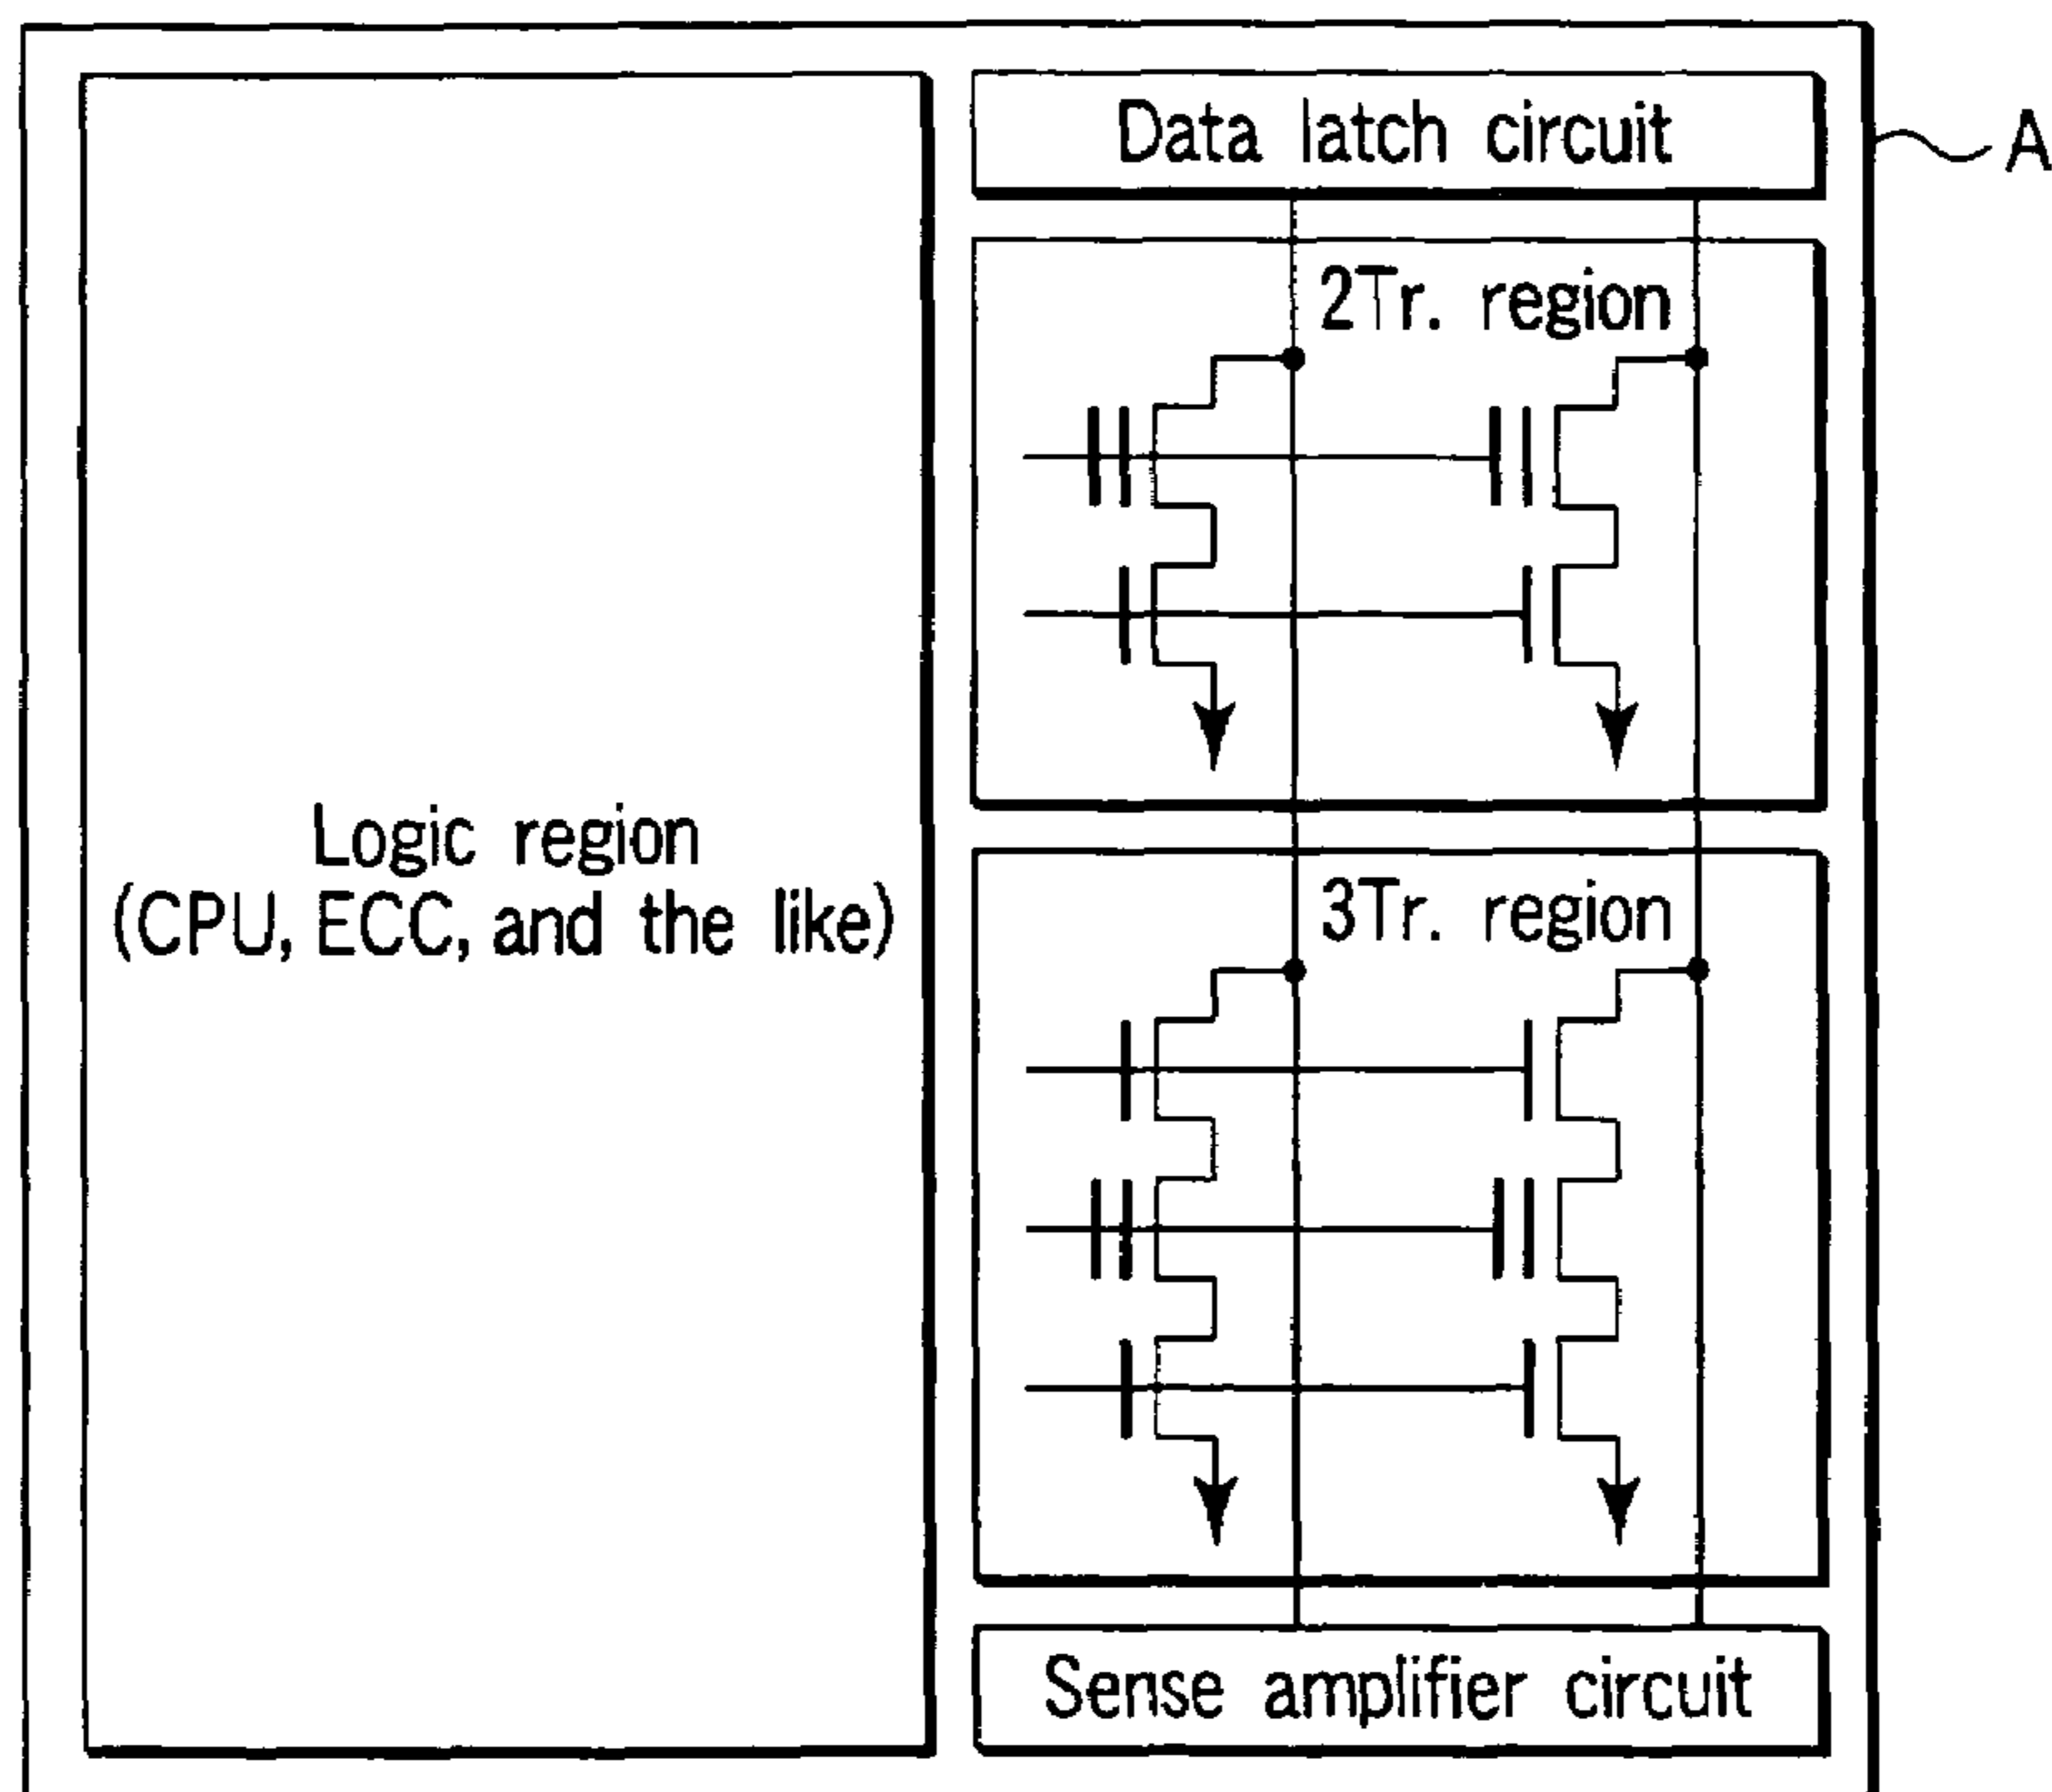 Data latch circuit
A
2Tr. region
Logic region
(CPU, ECC, and the like)
3Tr. region
Sense amplifier circuit